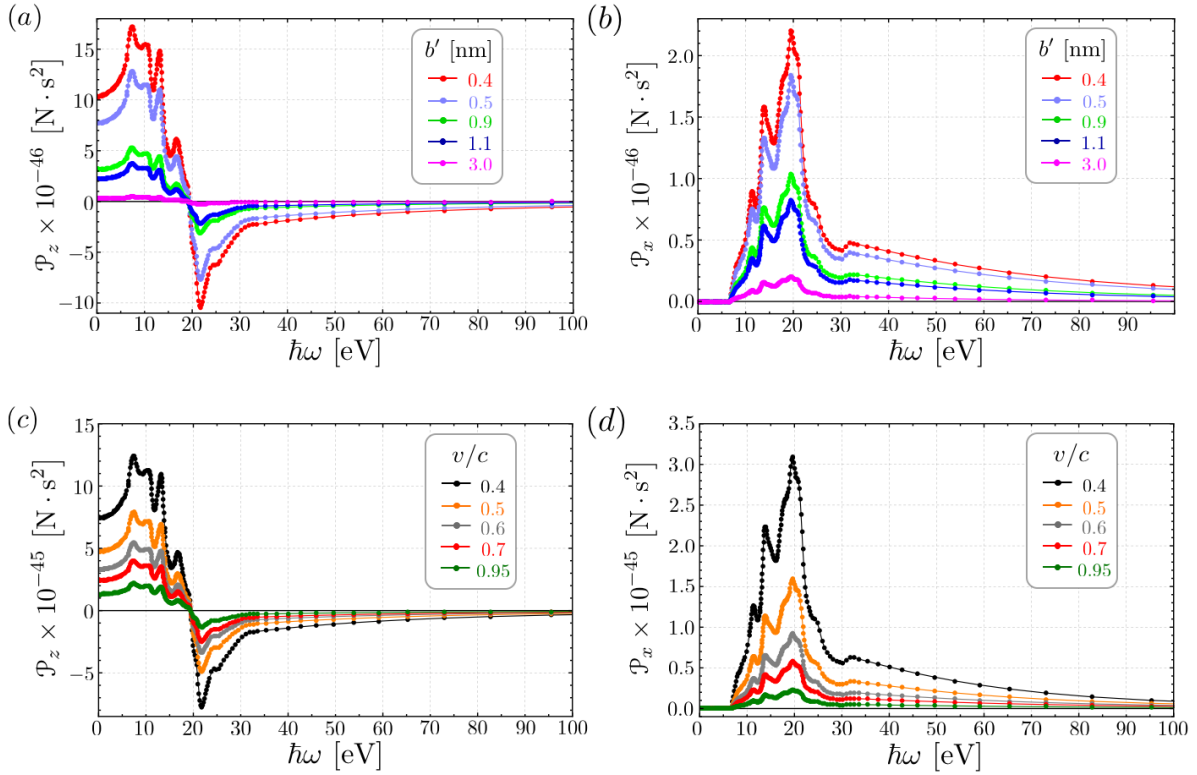 (a)
15
10
5
0
−5
−10
0 10 20 30 40 50 60 70 80 90 100
𝒫z × 10−46 [N · s2]
ℏω [eV]
b′ [nm]
0.4
0.5
0.9
1.1
3.0
(b)
2.0
1.5
1.0
0.5
0.0
10 20 30 40 50 60 70 80 90
𝒫x × 10−46 [N · s2]
ℏω [eV]
b′ [nm]
0.4
0.5
0.9
1.1
3.0
(c)
15
10
5
0
−5
0 10 20 30 40 50 60 70 80 90 100
𝒫z × 10−45 [N · s2]
ℏω [eV]
v/c
0.4
0.5
0.6
0.7
0.95
(d)
3.5
3.0
2.5
2.0
1.5
1.0
0.5
0.0
0 10 20 30 40 50 60 70 80 90 100
𝒫x × 10−45 [N · s2]
ℏω [eV]
v/c
0.4
0.5
0.6
0.7
0.95